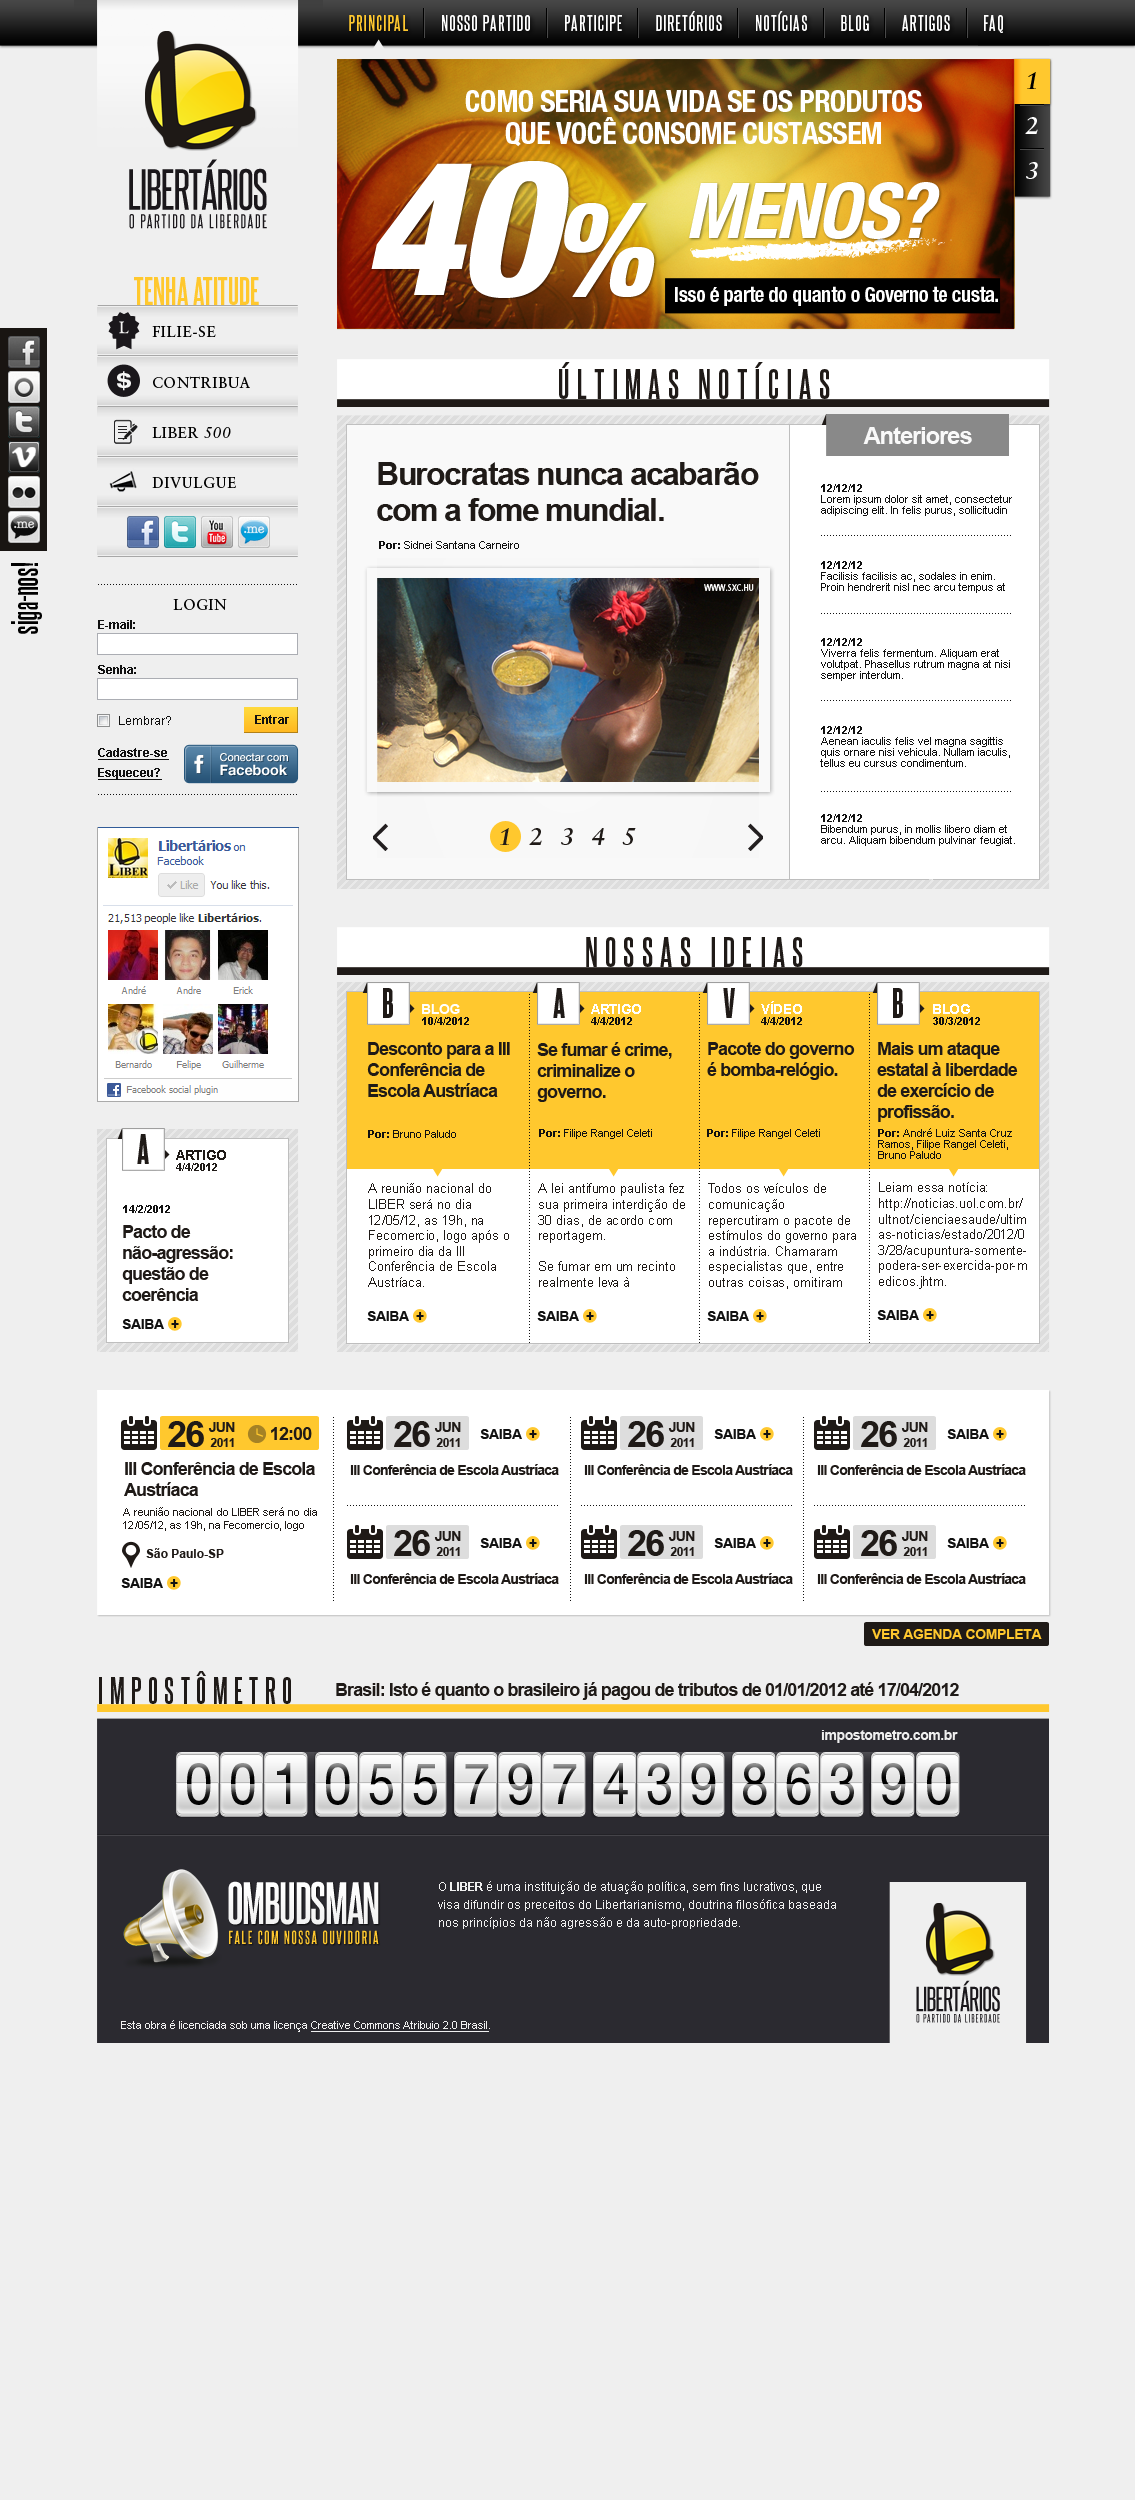 PRINCIPAL NOSSO PARTIDO PARTICIPE DIRETÓRIOS NOTÍCIAS BLOG ARTIGOS FAQ
LIBERTÁRIOS
O PARTIDO DA LIBERDADE
COMO SERIA SUA VIDA SE OS PRODUTOS
QUE VOCÊ CONSOME CUSTASSEM
40% MENOS?
Isso é parte do quanto o Governo te custa.
1
2
3
TENHA ATITUDE
L FILIE-SE
$ CONTRIBUA
LIBER 500
DIVULGUE
You Tube .me
.me
siga-nos!
LOGIN
E-mail:
Senha:
Lembrar? Entrar
Cadastre-se
Esqueceu?
Conectar com
Facebook
LIBER
Libertários on
Facebook
Like You like this.
21,513 people like Libertários.
André Andre Erick
Bernardo Felipe Guilherme
Facebook social plugin
A
ARTIGO
4/4/2012
14/2/2012
Pacto de
não-agressão:
questão de
coerência
SAIBA +
ÚLTIMAS NOTÍCIAS
Burocratas nunca acabarão
com a fome mundial.
Por: Sidnei Santana Carneiro
WWW.SXC.HU
1 2 3 4 5
Anteriores
12/12/12
Lorem ipsum dolor sit amet, consectetur
adipiscing elit. In felis purus, sollicitudin
12/12/12
Facilisis facilisis ac, sodales in enim.
Proin hendrerit nisl nec arcu tempus at
12/12/12
Viverra felis fermentum. Aliquam erat
volutpat. Phasellus rutrum magna at nisi
semper interdum.
12/12/12
Aenean iaculis felis vel magna sagittis
quis ornare nisi vehicula. Nullam iaculis,
tellus eu cursus condimentum.
12/12/12
Bibendum purus, in mollis libero diam et
arcu. Aliquam bibendum pulvinar feugiat.
NOSSAS IDEIAS
B
BLOG
10/4/2012
Desconto para a III
Conferência de
Escola Austríaca
Por: Bruno Paludo
A reunião nacional do
LIBER será no dia
12/05/12, as 19h, na
Fecomercio, logo após o
primeiro dia da III
Conferência de Escola
Austríaca.
SAIBA +
A
ARTIGO
4/4/2012
Se fumar é crime,
criminalize o
governo.
Por: Filipe Rangel Celeti
A lei antifumo paulista fez
sua primeira interdição de
30 dias, de acordo com
reportagem.
Se fumar em um recinto
realmente leva à
SAIBA +
V
VÍDEO
4/4/2012
Pacote do governo
é bomba-relógio.
Por: Filipe Rangel Celeti
Todos os veículos de
comunicação
repercutiram o pacote de
estímulos do governo para
a indústria. Chamaram
especialistas que, entre
outras coisas, omitiram
SAIBA +
B
BLOG
30/3/2012
Mais um ataque
estatal à liberdade
de exercício de
profissão.
Por: André Luiz Santa Cruz
Ramos, Filipe Rangel Celeti,
Bruno Paludo
Leiam essa notícia:
http://noticias.uol.com.br/
ultnot/cienciaesaude/ultim
as-noticias/estado/2012/0
3/28/acupuntura-somente-
podera-ser-exercida-por-m
edicos.jhtm.
SAIBA +
26 JUN 2011 12:00
III Conferência de Escola
Austríaca
A reunião nacional do LIBER será no dia
12/05/12, as 19h, na Fecomercio, logo
São Paulo-SP
SAIBA +
26 JUN 2011 SAIBA +
III Conferência de Escola Austríaca
26 JUN 2011 SAIBA +
III Conferência de Escola Austríaca
26 JUN 2011 SAIBA +
III Conferência de Escola Austríaca
26 JUN 2011 SAIBA +
III Conferência de Escola Austríaca
26 JUN 2011 SAIBA +
III Conferência de Escola Austríaca
26 JUN 2011 SAIBA +
III Conferência de Escola Austríaca
VER AGENDA COMPLETA
IMPOSTÔMETRO
Brasil: Isto é quanto o brasileiro já pagou de tributos de 01/01/2012 até 17/04/2012
impostometro.com.br
001 055 797 439 863 90
OMBUDSMAN
FALE COM NOSSA OUVIDORIA
O LIBER é uma instituição de atuação política, sem fins lucrativos, que
visa difundir os preceitos do Libertarianismo, doutrina filosófica baseada
nos princípios da não agressão e da auto-propriedade.
LIBERTÁRIOS
O PARTIDO DA LIBERDADE
Esta obra é licenciada sob uma licença Creative Commons Atribuio 2.0 Brasil.